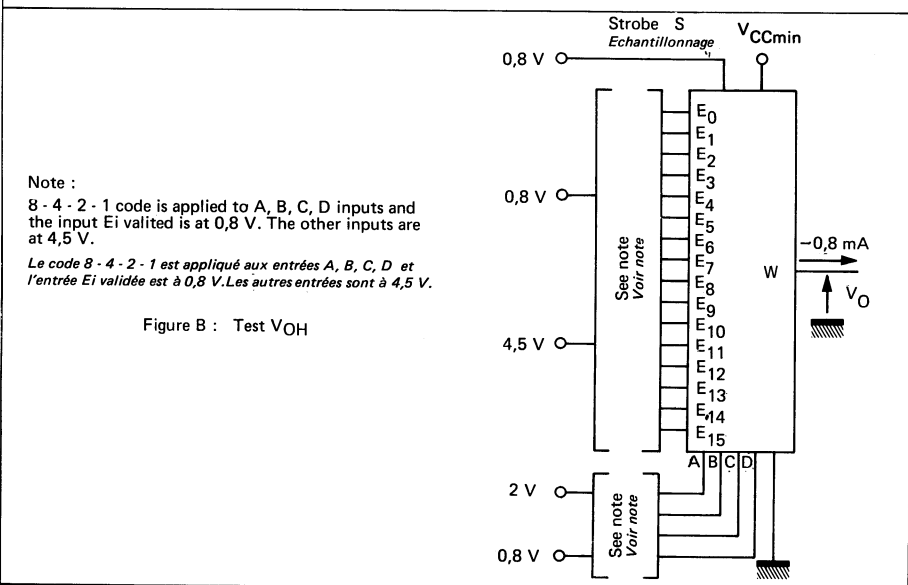 Strobe S
Echantillonnage
VCCmin
0,8 V
E0
E1
E2
E3
E4
E5
E6
E7
E8
E9
E10
E11
E12
E13
E14
E15
0,8 V
4,5 V
See note
Voir note
W
–0,8 mA
VO
A B C D
2 V
0,8 V
See note
Voir note
Note :
8 - 4 - 2 - 1 code is applied to A, B, C, D inputs and
the input Ei valited is at 0,8 V. The other inputs are
at 4,5 V.
Le code 8 - 4 - 2 - 1 est appliqué aux entrées A, B, C, D et
l'entrée Ei validée est à 0,8 V.Les autres entrées sont à 4,5 V.
Figure B : Test VOH